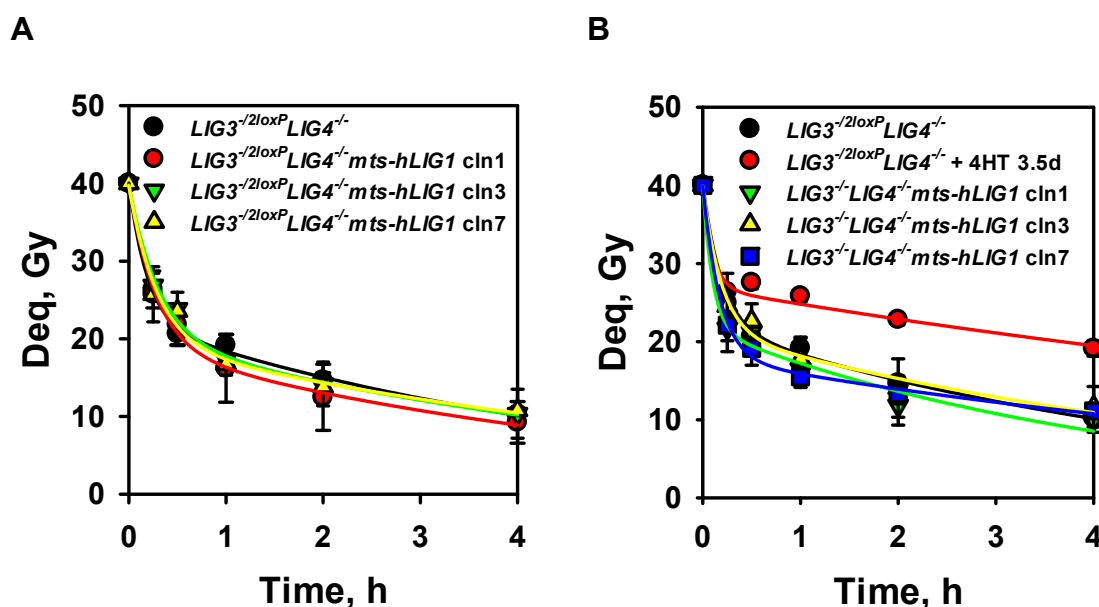 A
B
50
40
30
20
10
0
Deq, Gy
LIG3-/2loxPLIG4-/-
LIG3-/2loxPLIG4-/-mts-hLIG1 cln1
LIG3-/2loxPLIG4-/-mts-hLIG1 cln3
LIG3-/2loxPLIG4-/-mts-hLIG1 cln7
0 1 2 3 4
Time, h
50
40
30
20
10
0
Deq, Gy
LIG3-/2loxPLIG4-/-
LIG3-/2loxPLIG4-/- + 4HT 3.5d
LIG3-/-LIG4-/-mts-hLIG1 cln1
LIG3-/-LIG4-/-mts-hLIG1 cln3
LIG3-/-LIG4-/-mts-hLIG1 cln7
0 1 2 3 4
Time, h